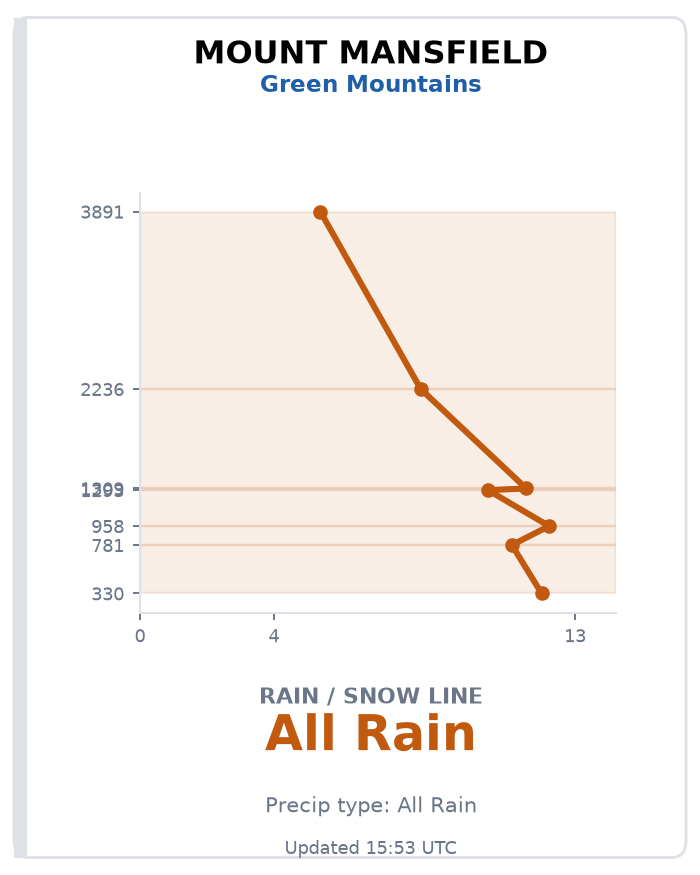 MOUNT MANSFIELD
Green Mountains
3891
2236
1293
958
781
330
0 4 13
RAIN / SNOW LINE
All Rain
Precip type: All Rain
Updated 15:53 UTC